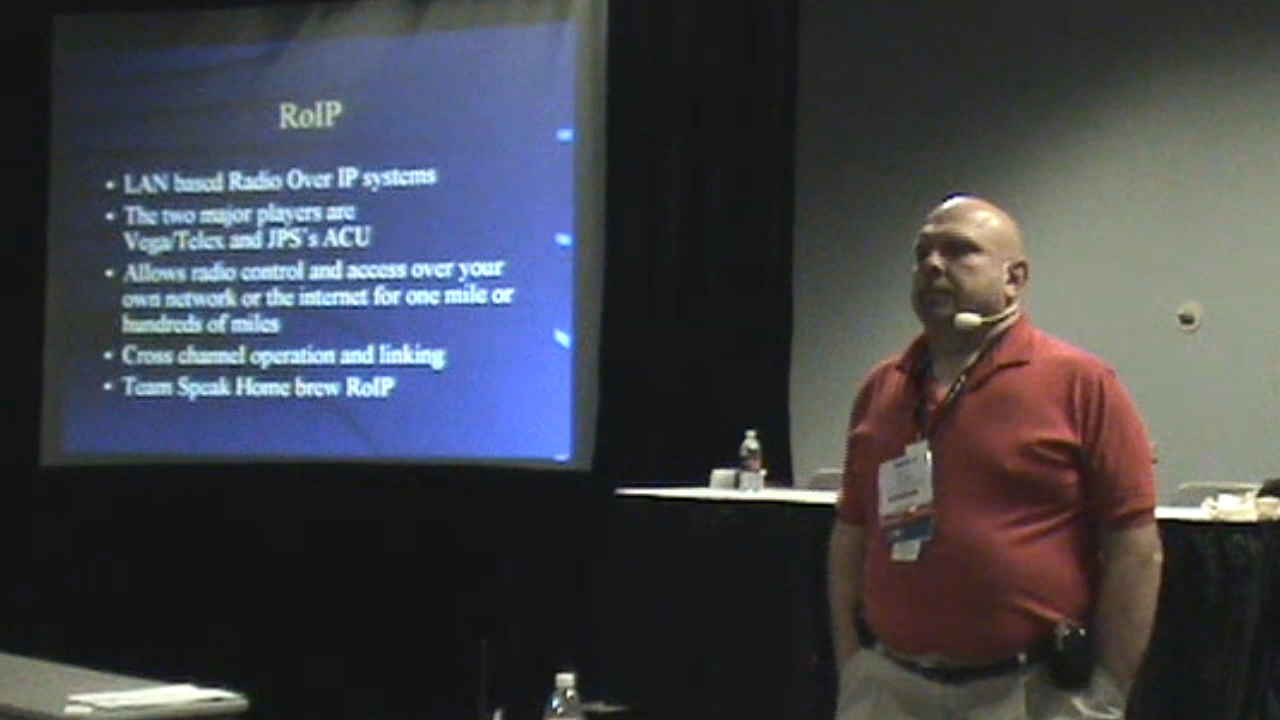 RoIP
• LAN based Radio Over IP systems
• The two major players are
Vega/Telex and JPS's ACU
• Allows radio control and access over your
own network or the internet for one mile or
hundreds of miles
• Cross channel operation and linking
• Team Speak Home brew RoIP